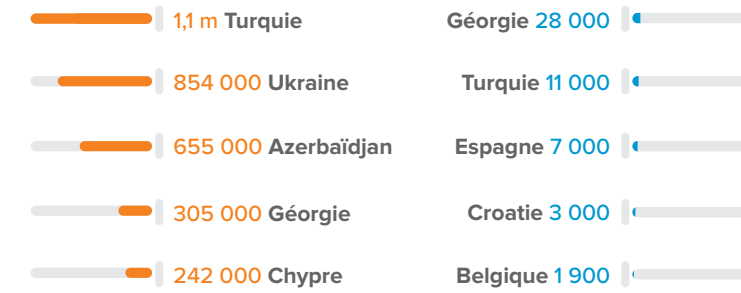 1,1 m Turquie
854 000 Ukraine
655 000 Azerbaïdjan
305 000 Géorgie
242 000 Chypre
Géorgie 28 000
Turquie 11 000
Espagne 7 000
Croatie 3 000
Belgique 1 900